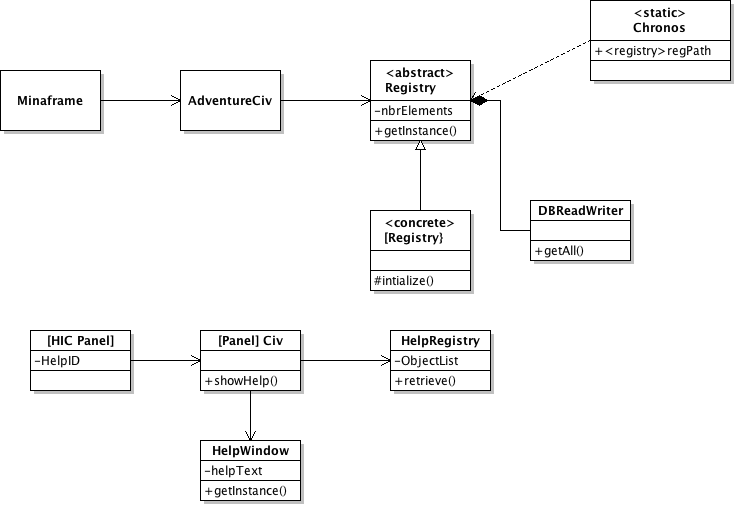 <static>
Chronos
+<registry>regPath
<abstract>
Registry
-nbrElements
+getInstance()
Minaframe
AdventureCiv
<concrete>
[Registry}
#intialize()
DBReadWriter
+getAll()
[HIC Panel]
-HelpID
[Panel] Civ
+showHelp()
HelpRegistry
-ObjectList
+retrieve()
HelpWindow
-helpText
+getInstance()